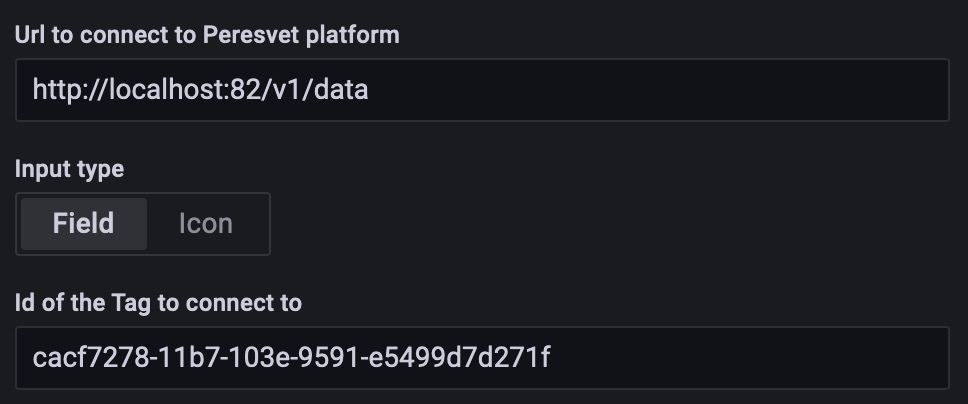 Url to connect to Peresvet platform
http://localhost:82/v1/data
Input type
Field Icon
Id of the Tag to connect to
cacf7278-11b7-103e-9591-e5499d7d271f